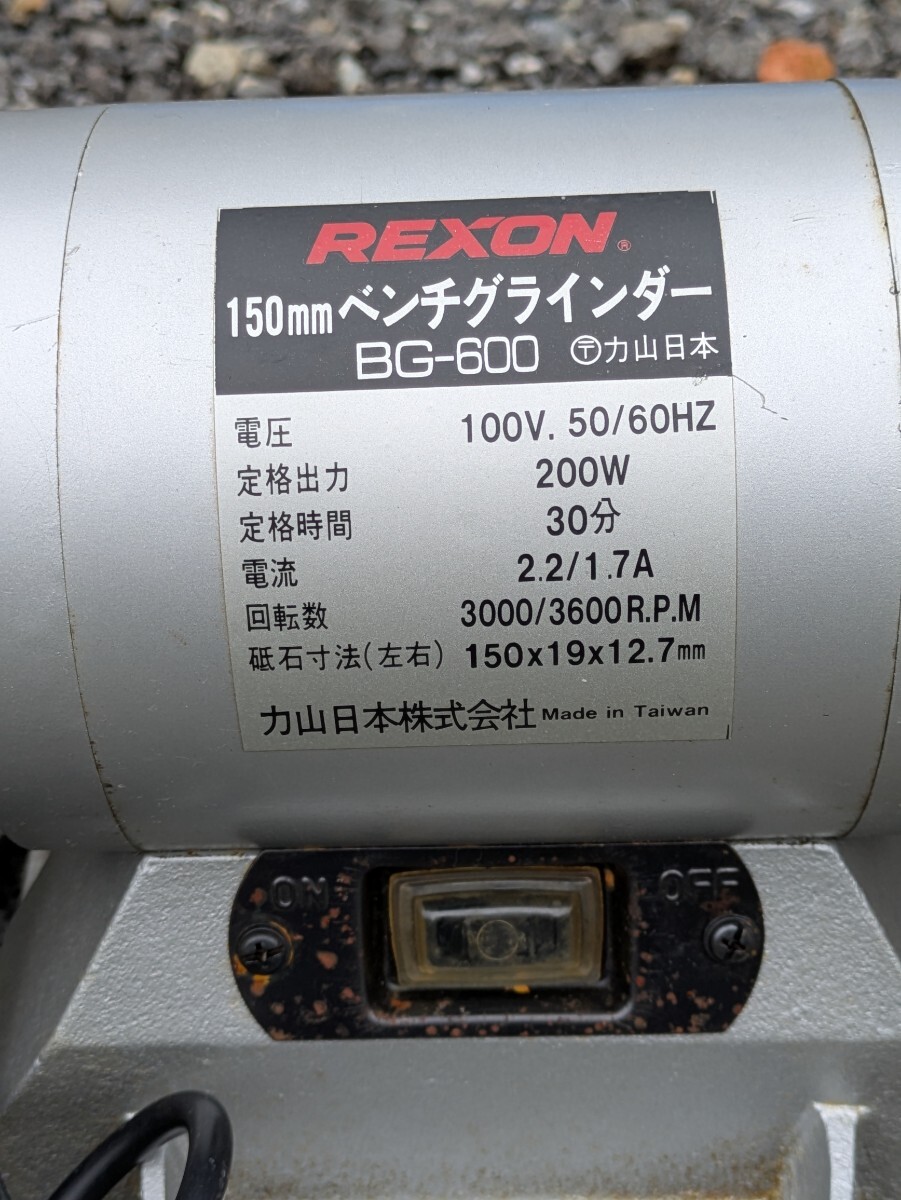 REXON®
150mmベンチグラインダー
BG-600 〶力山日本
電圧 100V. 50/60HZ
定格出力 200W
定格時間 30分
電流 2.2/1.7A
回転数 3000/3600R.P.M
砥石寸法(左右) 150x19x12.7mm
力山日本株式会社 Made in Taiwan
ON OFF